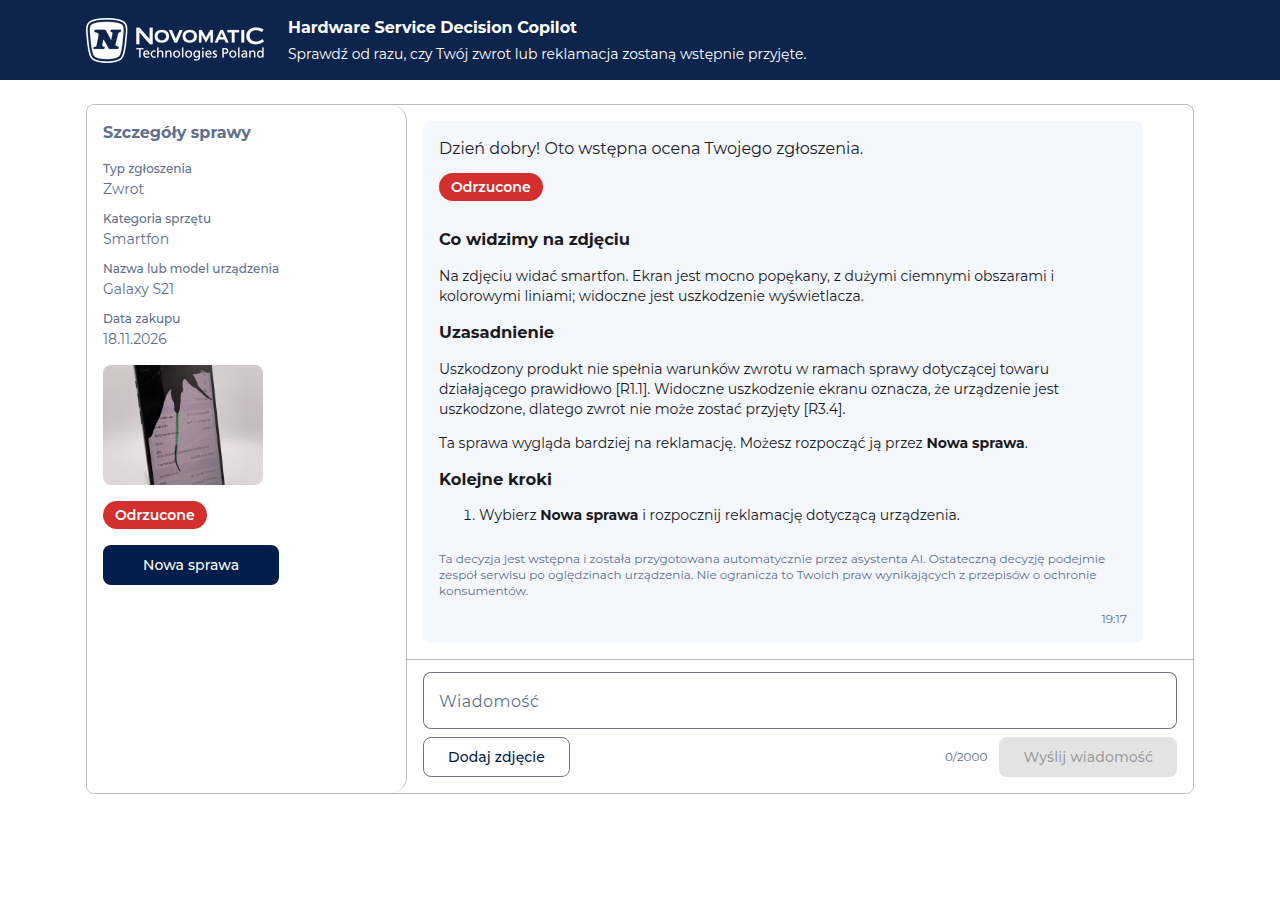 NOVOMATIC
Technologies Poland
Hardware Service Decision Copilot
Sprawdź od razu, czy Twój zwrot lub reklamacja zostaną wstępnie przyjęte.
Szczegóły sprawy
Typ zgłoszenia
Zwrot
Kategoria sprzętu
Smartfon
Nazwa lub model urządzenia
Galaxy S21
Data zakupu
18.11.2026
Odrzucone
Nowa sprawa
Dzień dobry! Oto wstępna ocena Twojego zgłoszenia.
Odrzucone
Co widzimy na zdjęciu
Na zdjęciu widać smartfon. Ekran jest mocno popękany, z dużymi ciemnymi obszarami i
kolorowymi liniami; widoczne jest uszkodzenie wyświetlacza.
Uzasadnienie
Uszkodzony produkt nie spełnia warunków zwrotu w ramach sprawy dotyczącej towaru
działającego prawidłowo [R1.1]. Widoczne uszkodzenie ekranu oznacza, że urządzenie jest
uszkodzone, dlatego zwrot nie może zostać przyjęty [R3.4].
Ta sprawa wygląda bardziej na reklamację. Możesz rozpocząć ją przez Nowa sprawa.
Kolejne kroki
1. Wybierz Nowa sprawa i rozpocznij reklamację dotyczącą urządzenia.
Ta decyzja jest wstępna i została przygotowana automatycznie przez asystenta AI. Ostateczną decyzję podejmie
zespół serwisu po oględzinach urządzenia. Nie ogranicza to Twoich praw wynikających z przepisów o ochronie
konsumentów.
19:17
Wiadomość
Dodaj zdjęcie
0/2000
Wyślij wiadomość